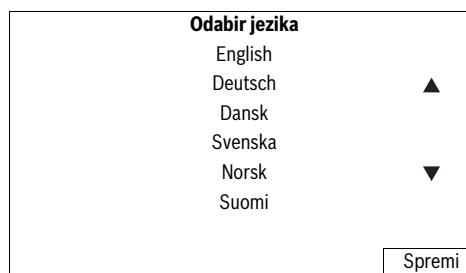 Odabir jezika
English
Deutsch
Dansk
Svenska
Norsk
Suomi
Spremi